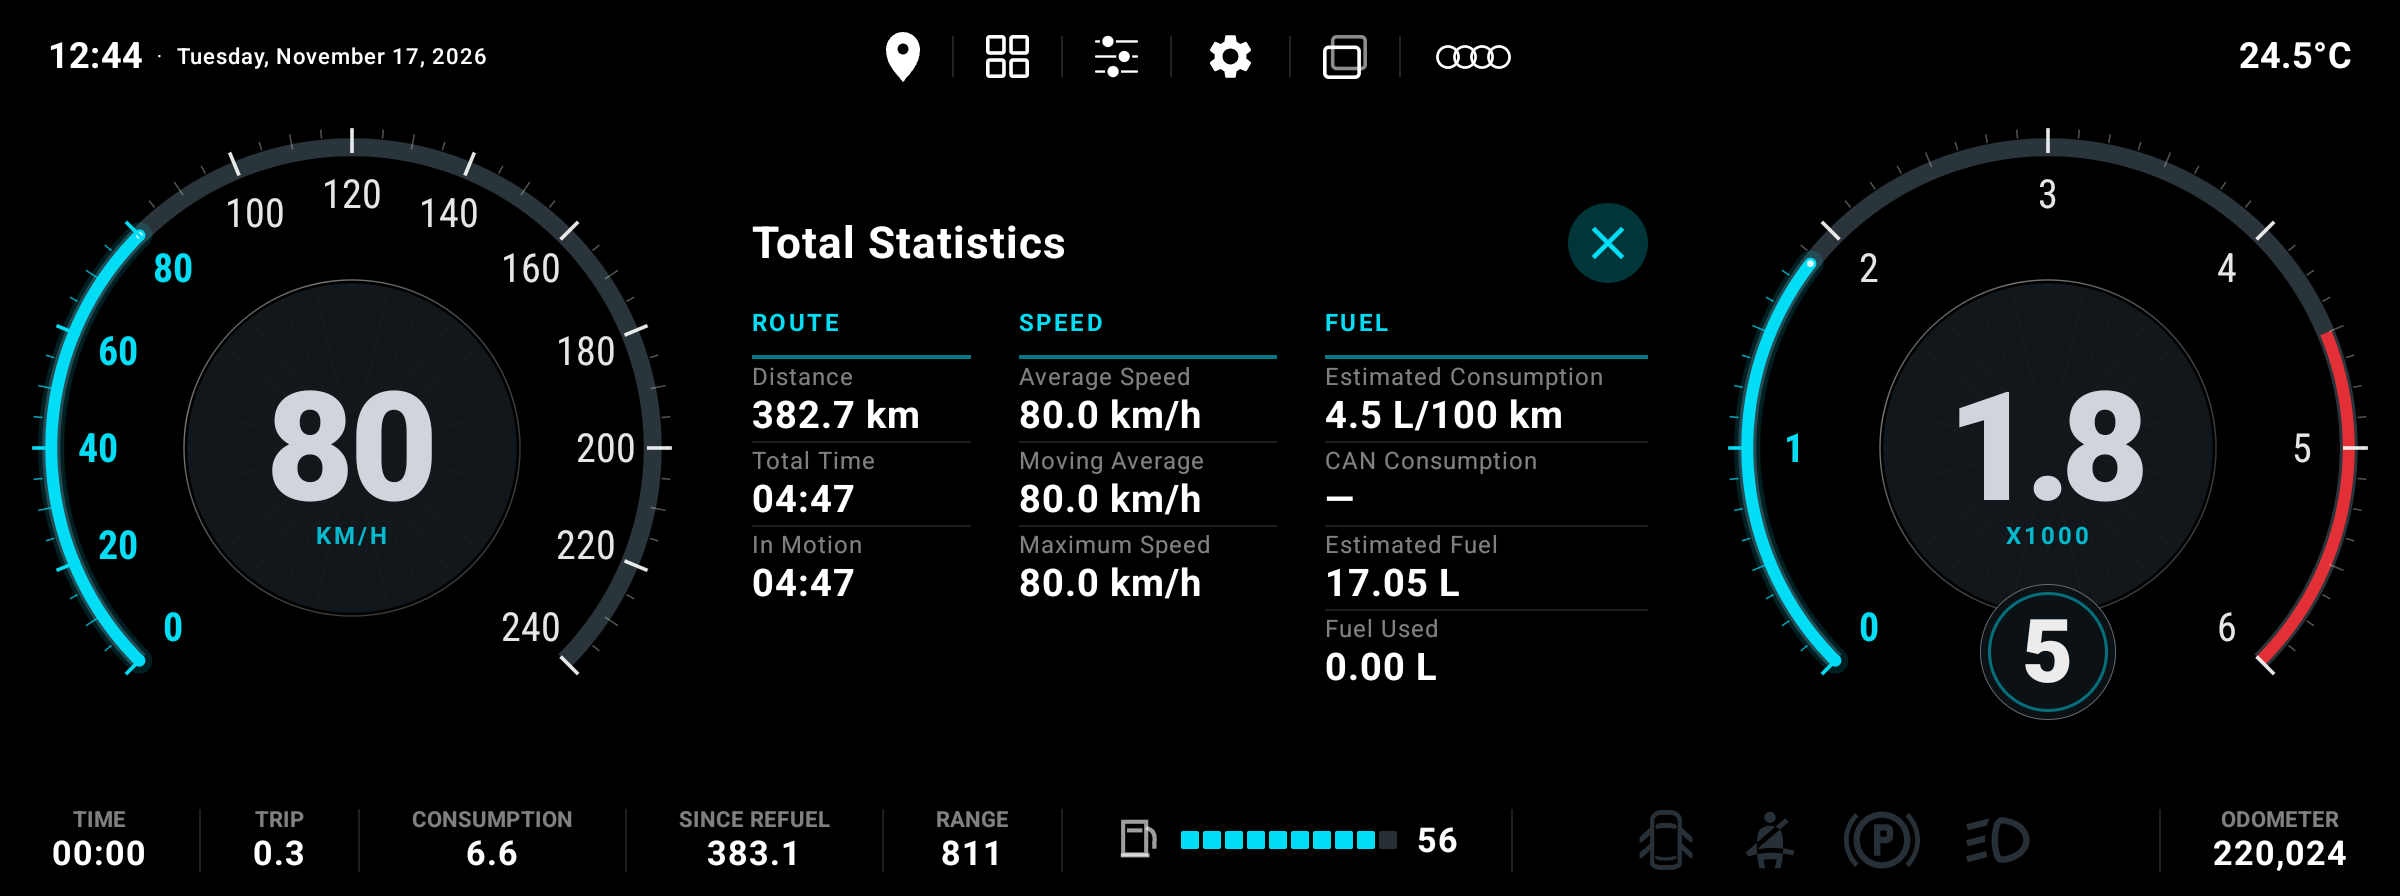 12:44 · Tuesday, November 17, 2026
24.5°C
0
20
40
60
80
100
120
140
160
180
200
220
240
80
KM/H
Total Statistics
ROUTE
Distance
382.7 km
Total Time
04:47
In Motion
04:47
SPEED
Average Speed
80.0 km/h
Moving Average
80.0 km/h
Maximum Speed
80.0 km/h
FUEL
Estimated Consumption
4.5 L/100 km
CAN Consumption
—
Estimated Fuel
17.05 L
Fuel Used
0.00 L
0
1
2
3
4
5
6
1.8
X1000
5
TIME
00:00
TRIP
0.3
CONSUMPTION
6.6
SINCE REFUEL
383.1
RANGE
811
56
P
ODOMETER
220,024